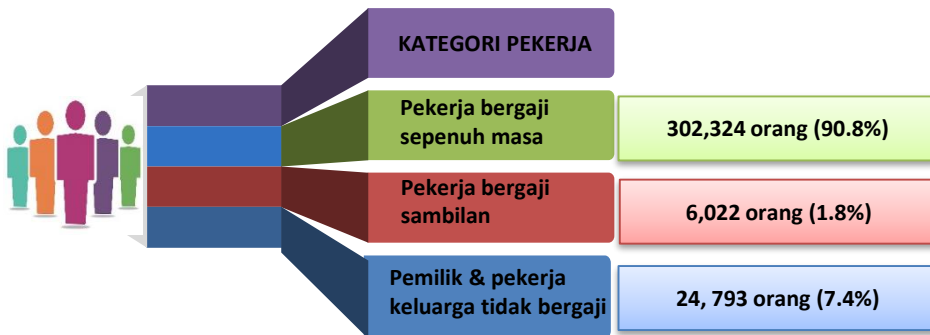 KATEGORI PEKERJA
Pekerja bergaji
sepenuh masa
302,324 orang (90.8%)
Pekerja bergaji
sambilan
6,022 orang (1.8%)
Pemilik & pekerja
keluarga tidak bergaji
24, 793 orang (7.4%)